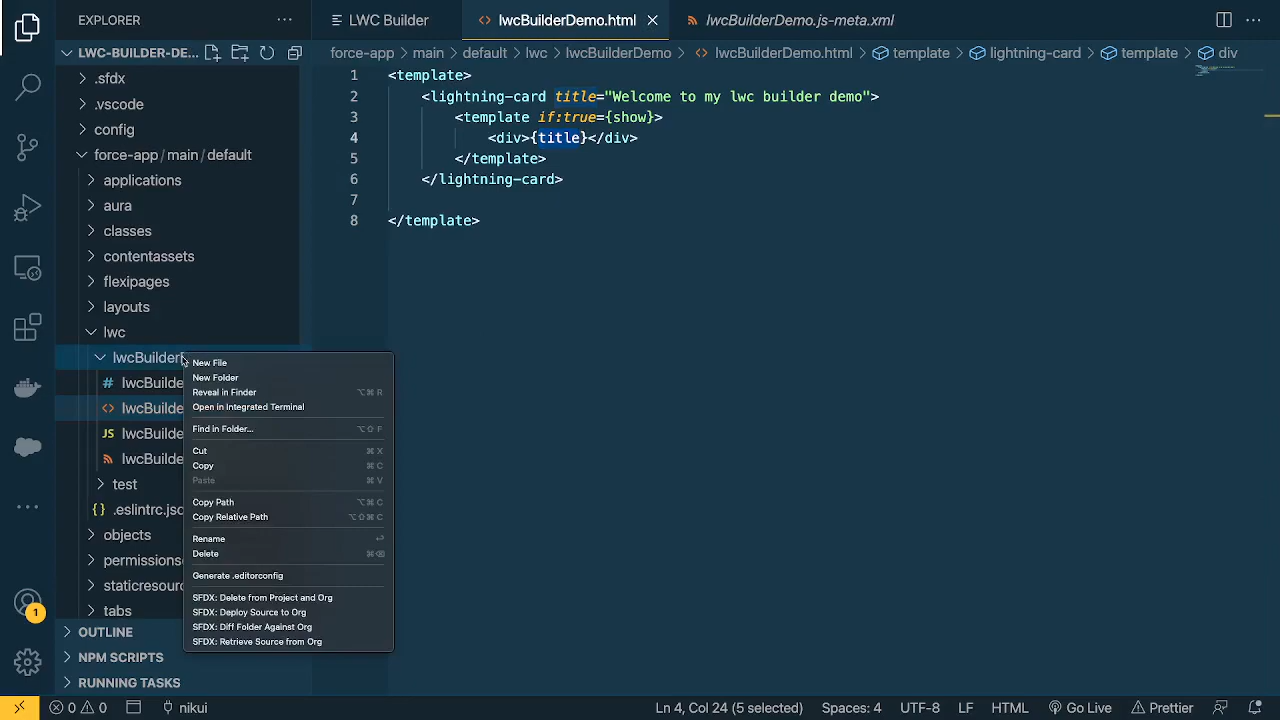 EXPLORER
LWC Builder
lwcBuilderDemo.html
lwcBuilderDemo.js-meta.xml
LWC-BUILDER-DE...
force-app > main > default > lwc > lwcBuilderDemo > lwcBuilderDemo.html > template > lightning-card > template > div
.sfdx
.vscode
config
force-app/main/default
applications
aura
classes
contentassets
flexipages
layouts
lwc
lwcBuilder
# lwcBuilde
lwcBuilde
JS lwcBuilde
lwcBuilde
test
{} .eslintrc.jso
objects
permissions
staticresourc
tabs
OUTLINE
NPM SCRIPTS
RUNNING TASKS
1 <template>
2 <lightning-card title="Welcome to my lwc builder demo">
3 <template if:true={show}>
4 <div>{title}</div>
5 </template>
6 </lightning-card>
7
8 </template>
New File
New Folder
Reveal in Finder ⌥⌘ R
Open in Integrated Terminal
Find in Folder... ⌥⇧ F
Cut ⌘ X
Copy ⌘ C
Paste ⌘ V
Copy Path ⌥⌘ C
Copy Relative Path ⌥⇧⌘ C
Rename ⏎
Delete ⌘⌫
Generate .editorconfig
SFDX: Delete from Project and Org
SFDX: Deploy Source to Org
SFDX: Diff Folder Against Org
SFDX: Retrieve Source from Org
1
0 0 nikui Ln 4, Col 24 (5 selected) Spaces: 4 UTF-8 LF HTML Go Live Prettier